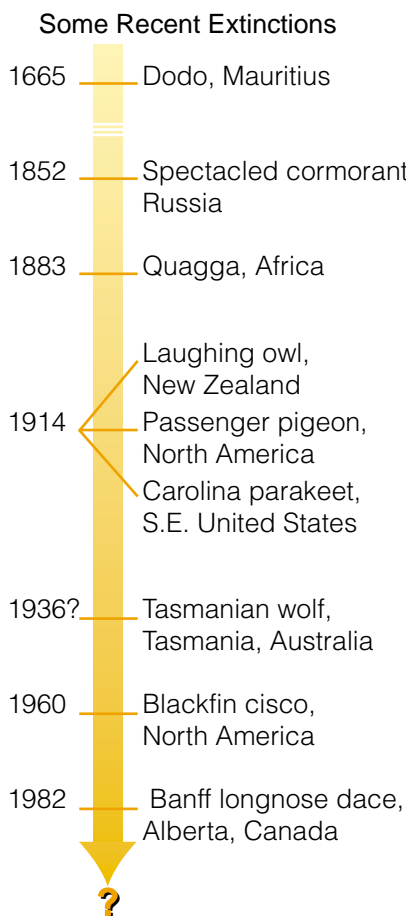 Some Recent Extinctions
1665 Dodo, Mauritius
1852 Spectacled cormorant
Russia
1883 Quagga, Africa
Laughing owl,
New Zealand
1914 Passenger pigeon,
North America
Carolina parakeet,
S.E. United States
1936? Tasmanian wolf,
Tasmania, Australia
1960 Blackfin cisco,
North America
1982 Banff longnose dace,
Alberta, Canada
?